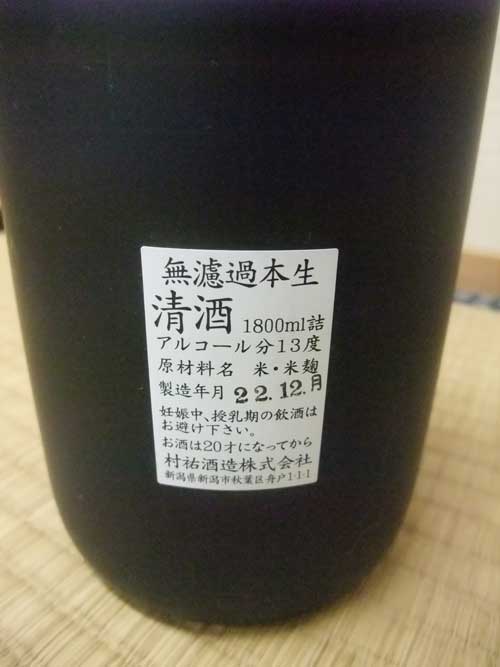 無濾過本生
清酒 1800ml詰
アルコール分13度
原材料名 米・米麹
製造年月 22.12.月
妊娠中、授乳期の飲酒は
お避け下さい。
お酒は20才になってから
村祐酒造株式会社
新潟県新潟市秋葉区舟戸1-1-1